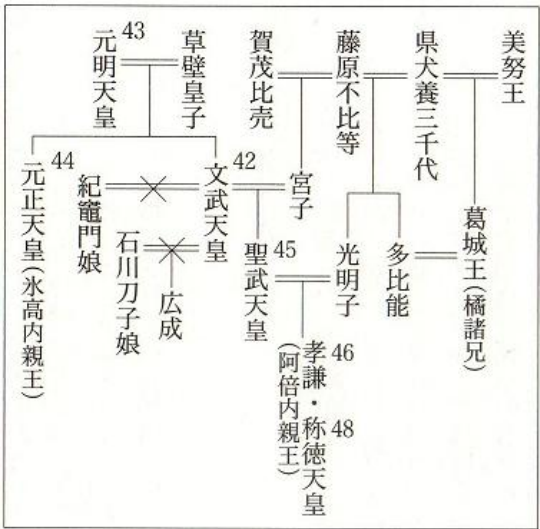 美努王
県犬養三千代
藤原不比等
賀茂比売
草壁皇子
43
元明天皇
葛城王(橘諸兄)
多比能
光明子
宮子
42
文武天皇
紀竈門娘
44
元正天皇(氷高内親王)
45
聖武天皇
広成
石川刀子娘
46 48
孝謙・称徳天皇
(阿倍内親王)